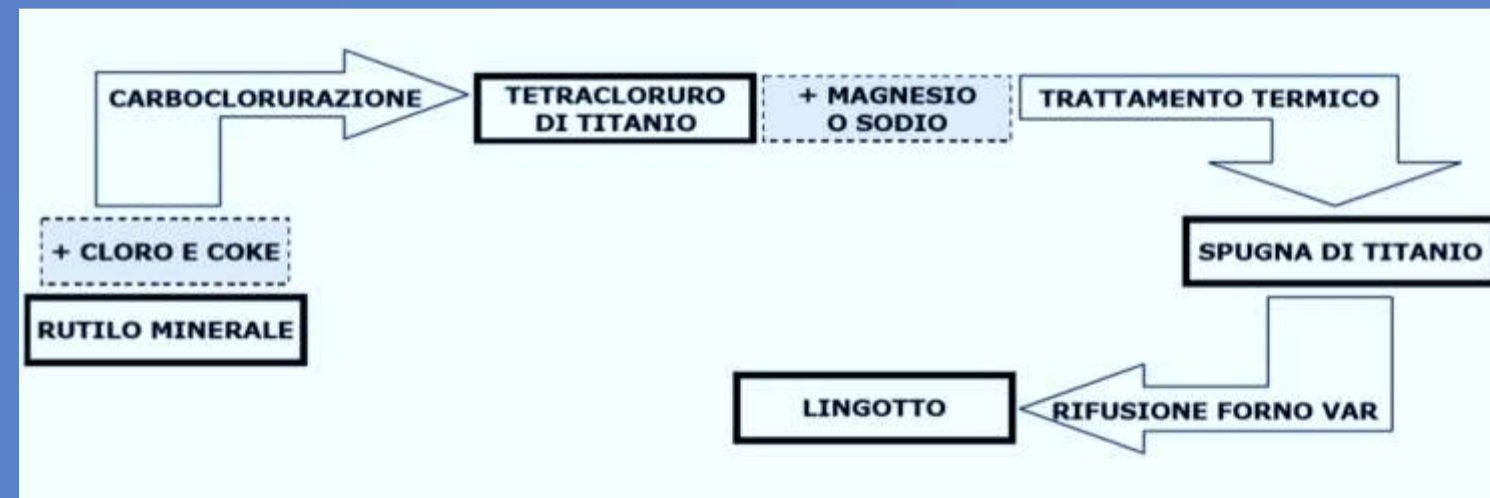 RUTILO MINERALE
+ CLORO E COKE
CARBOCLORURAZIONE
TETRACLORURO
DI TITANIO
+ MAGNESIO
O SODIO
TRATTAMENTO TERMICO
SPUGNA DI TITANIO
RIFUSIONE FORNO VAR
LINGOTTO